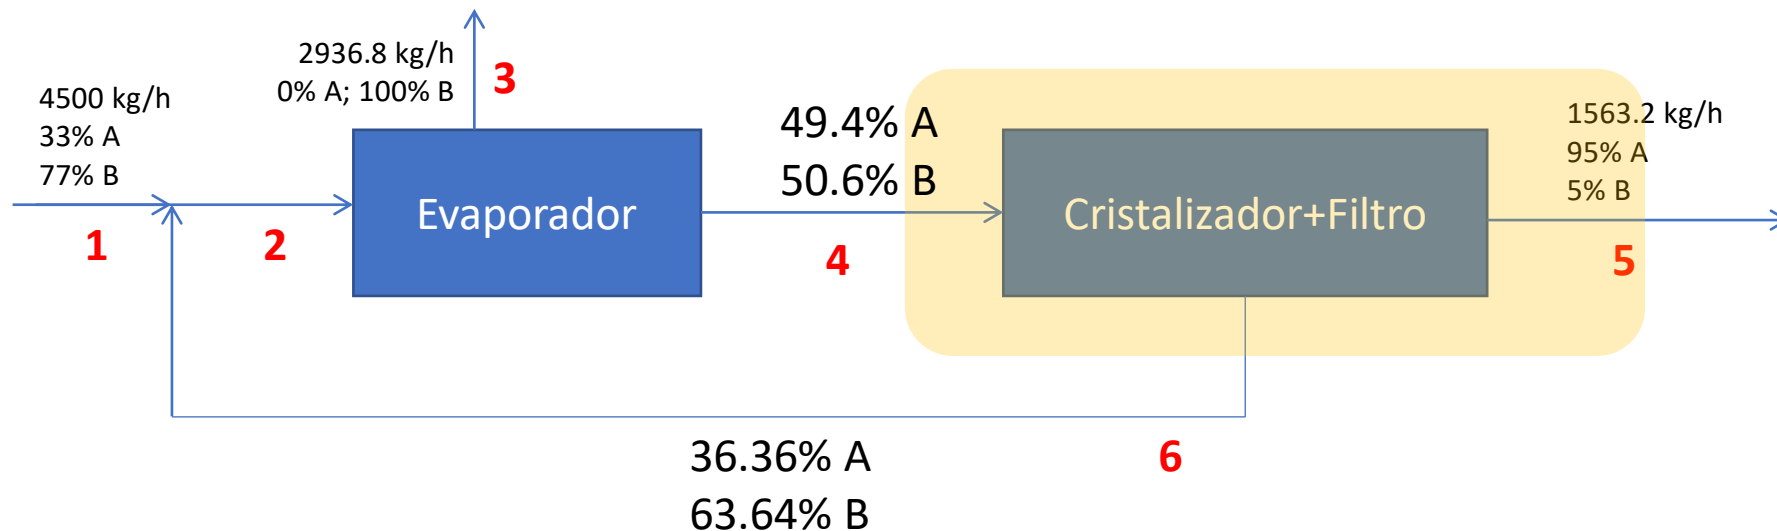 4500 kg/h
33% A
77% B
1
2
2936.8 kg/h
0% A; 100% B
3
Evaporador
49.4% A
50.6% B
4
Cristalizador+Filtro
1563.2 kg/h
95% A
5% B
5
36.36% A
63.64% B
6